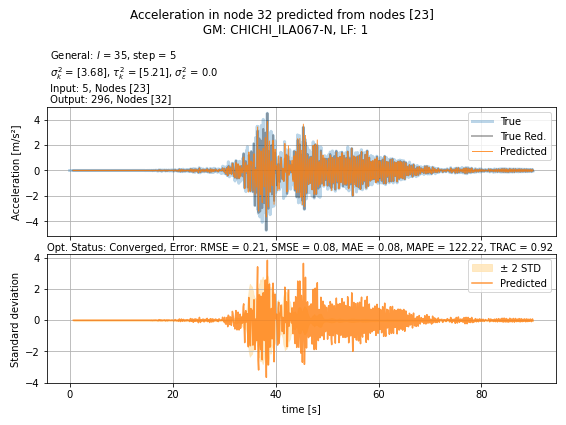 Acceleration in node 32 predicted from nodes [23]
GM: CHICHI_ILA067-N, LF: 1
General: l = 35, step = 5
σ²ₖ = [3.68], τ²ₖ = [5.21], σ²ₑ = 0.0
Input: 5, Nodes [23]
Output: 296, Nodes [32]
4
2
0
−2
−4
Acceleration [m/s²]
True
True Red.
Predicted
Opt. Status: Converged, Error: RMSE = 0.21, SMSE = 0.08, MAE = 0.08, MAPE = 122.22, TRAC = 0.92
4
2
0
−2
−4
Standard deviation
± 2 STD
Predicted
0 20 40 60 80
time [s]